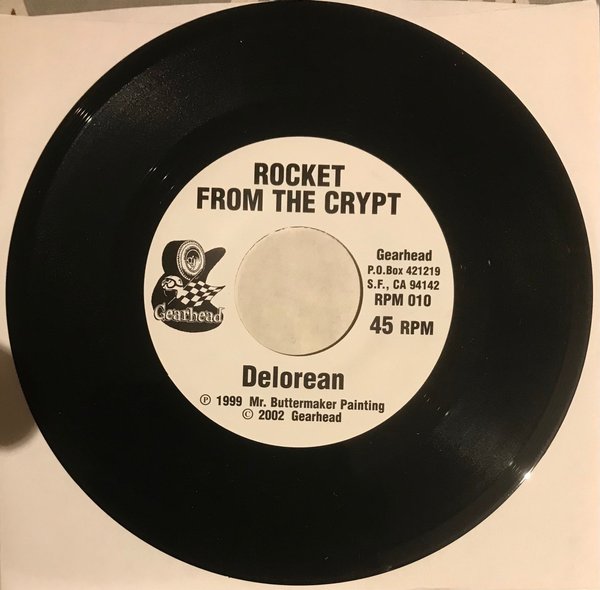 ROCKET
FROM THE CRYPT
Gearhead
P.O.Box 421219
S.F., CA 94142
RPM 010
45 RPM
Gearhead
Delorean
℗ 1999 Mr. Buttermaker Painting
© 2002 Gearhead